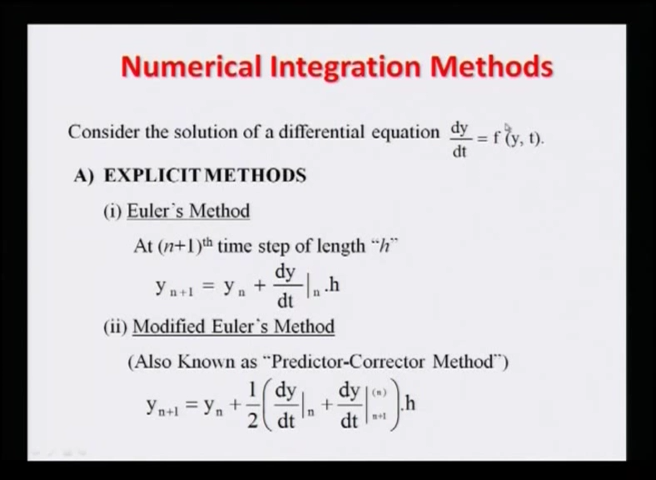 Numerical Integration Methods
Consider the solution of a differential equation dy/dt = f (y, t).
A) EXPLICIT METHODS
(i) Euler's Method
At (n+1)th time step of length "h"
y n+1 = y n + dy/dt |n .h
(ii) Modified Euler's Method
(Also Known as "Predictor-Corrector Method")
y n+1 = y n + 1/2 ( dy/dt |n + dy/dt |(n) n+1 ) .h